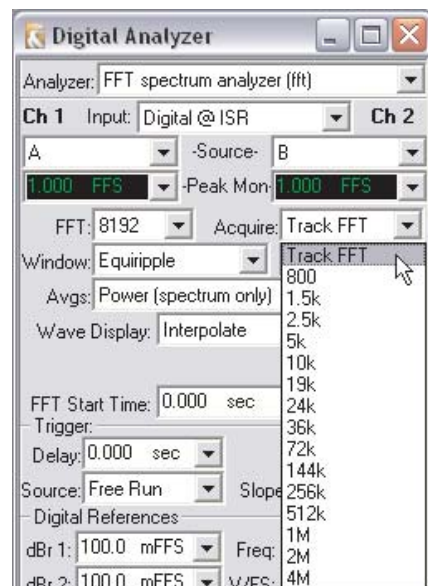 Digital Analyzer
Analyzer: FFT spectrum analyzer (fft)
Ch 1 Input: Digital @ ISR Ch 2
A -Source- B
1.000 FFS -Peak Mon- 1.000 FFS
FFT: 8192 Acquire: Track FFT
Window: Equiripple
Track FFT
800
Avgs: Power (spectrum only)
1.5k
2.5k
Wave Display: Interpolate
5k
10k
19k
FFT Start Time: 0.000 sec
24k
Trigger:
36k
Delay: 0.000 sec
72k
144k
Source: Free Run Slope
256k
Digital References
512k
1M
dBr 1: 100.0 mFFS Freq:
2M
dBr 2: 100.0 mFFS V/FS:
4M